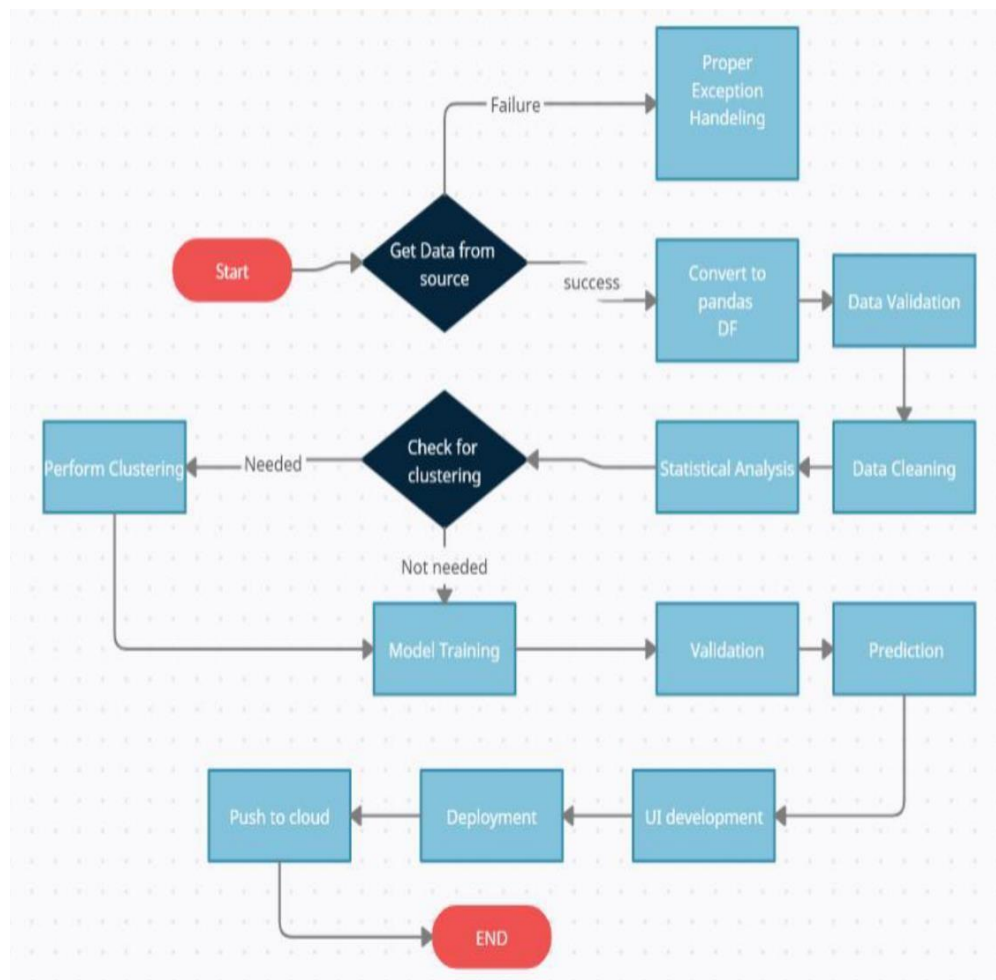 Proper
Exception
Handeling
Failure
Start
Get Data from
source
success
Convert to
pandas
DF
Data Validation
Perform Clustering
Needed
Check for
clustering
Statistical Analysis
Data Cleaning
Not needed
Model Training
Validation
Prediction
Push to cloud
Deployment
UI development
END